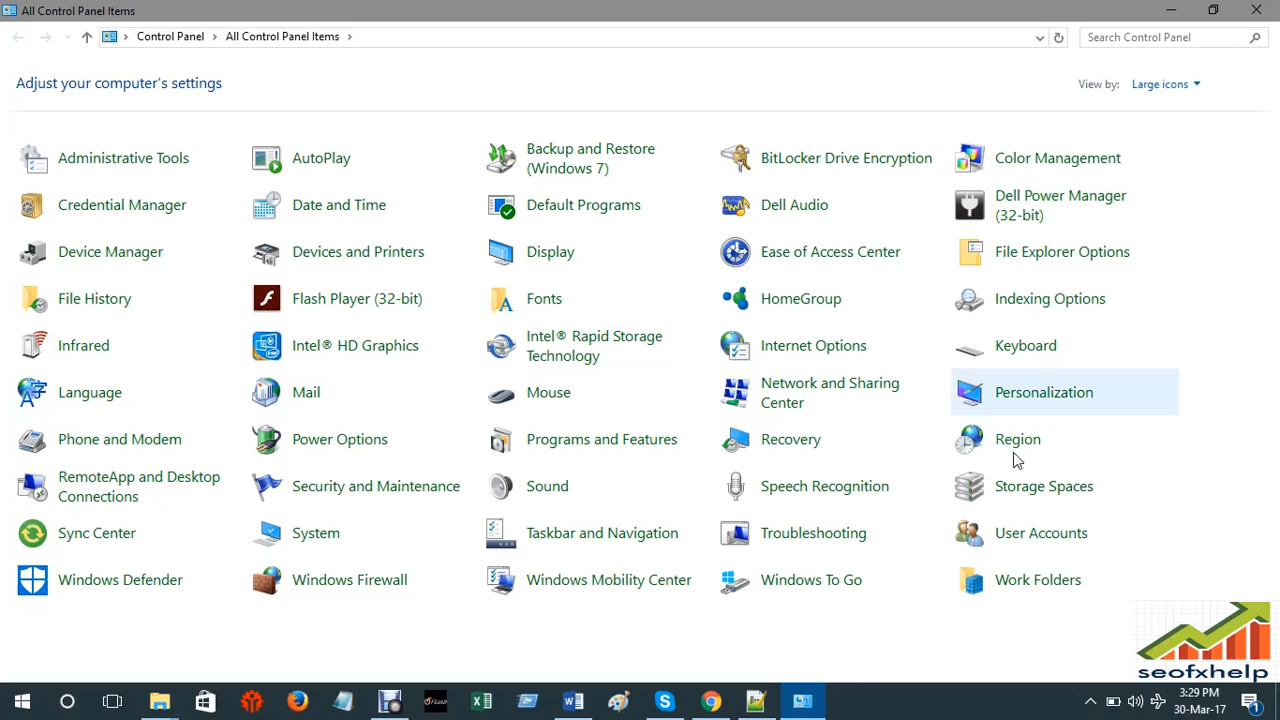 All Control Panel Items
Control Panel > All Control Panel Items >
Search Control Panel
Adjust your computer's settings
View by: Large icons
Administrative Tools
AutoPlay
Backup and Restore
(Windows 7)
BitLocker Drive Encryption
Color Management
Credential Manager
Date and Time
Default Programs
Dell Audio
Dell Power Manager
(32-bit)
Device Manager
Devices and Printers
Display
Ease of Access Center
File Explorer Options
File History
Flash Player (32-bit)
Fonts
HomeGroup
Indexing Options
Infrared
Intel® HD Graphics
Intel® Rapid Storage
Technology
Internet Options
Keyboard
Language
Mail
Mouse
Network and Sharing
Center
Personalization
Phone and Modem
Power Options
Programs and Features
Recovery
Region
RemoteApp and Desktop
Connections
Security and Maintenance
Sound
Speech Recognition
Storage Spaces
Sync Center
System
Taskbar and Navigation
Troubleshooting
User Accounts
Windows Defender
Windows Firewall
Windows Mobility Center
Windows To Go
Work Folders
seofxhelp
3:29 PM
30-Mar-17